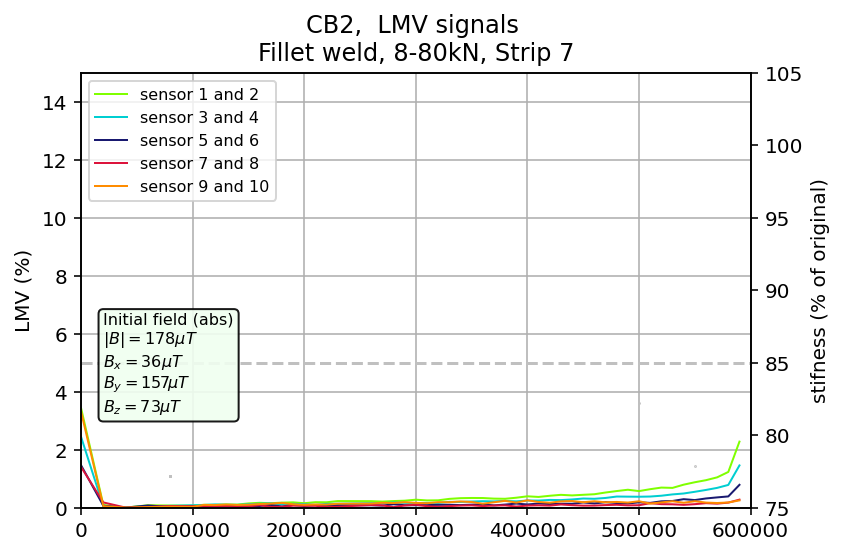 CB2,  LMV signals
Fillet weld, 8-80kN, Strip 7
sensor 1 and 2
sensor 3 and 4
sensor 5 and 6
sensor 7 and 8
sensor 9 and 10
Initial field (abs)
|B| = 178μT
Bx = 36μT
By = 157μT
Bz = 73μT
LMV (%)
14
12
10
8
6
4
2
0
105
100
95
90
85
80
75
stifness (% of original)
0 100000 200000 300000 400000 500000 600000